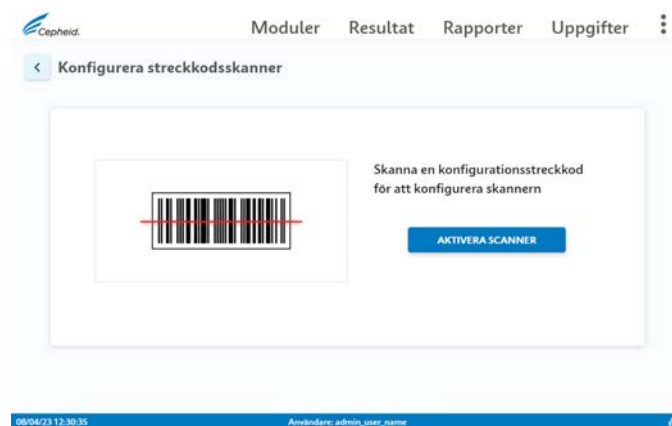 Cepheid.
Moduler Resultat Rapporter Uppgifter
Konfigurera streckkodsskanner
Skanna en konfigurationsstreckkod
för att konfigurera skannern
AKTIVERA SCANNER
08/04/23 12:30:35 Användare: admin_user_name